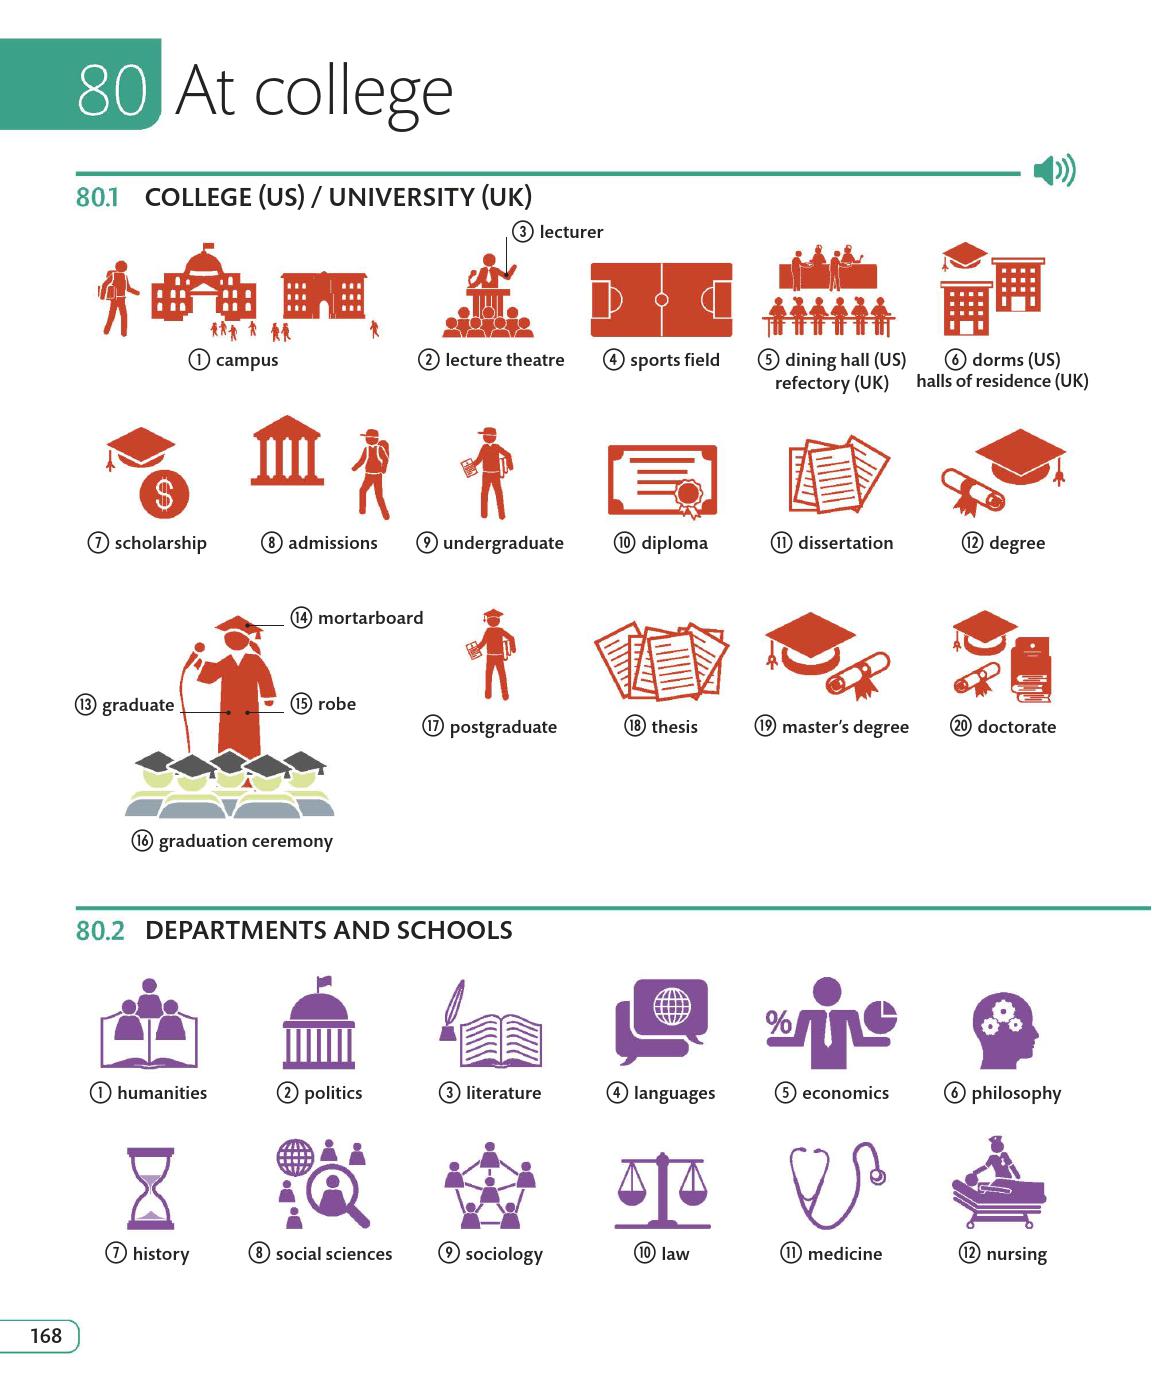 80 At college
80.1 COLLEGE (US) / UNIVERSITY (UK)
3 lecturer
1 campus
2 lecture theatre
4 sports field
5 dining hall (US)
refectory (UK)
6 dorms (US)
halls of residence (UK)
$
7 scholarship
8 admissions
9 undergraduate
10 diploma
11 dissertation
12 degree
14 mortarboard
13 graduate
15 robe
16 graduation ceremony
17 postgraduate
18 thesis
19 master's degree
20 doctorate
80.2 DEPARTMENTS AND SCHOOLS
%
1 humanities
2 politics
3 literature
4 languages
5 economics
6 philosophy
7 history
8 social sciences
9 sociology
10 law
11 medicine
12 nursing
168